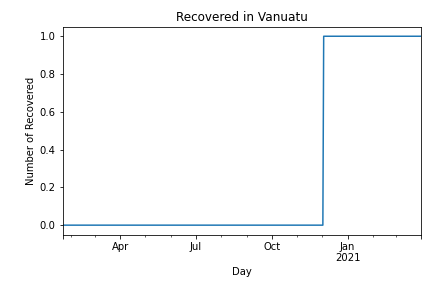 Recovered in Vanuatu
Number of Recovered
1.0
0.8
0.6
0.4
0.2
0.0
Apr
Jul
Oct
Jan
2021
Day